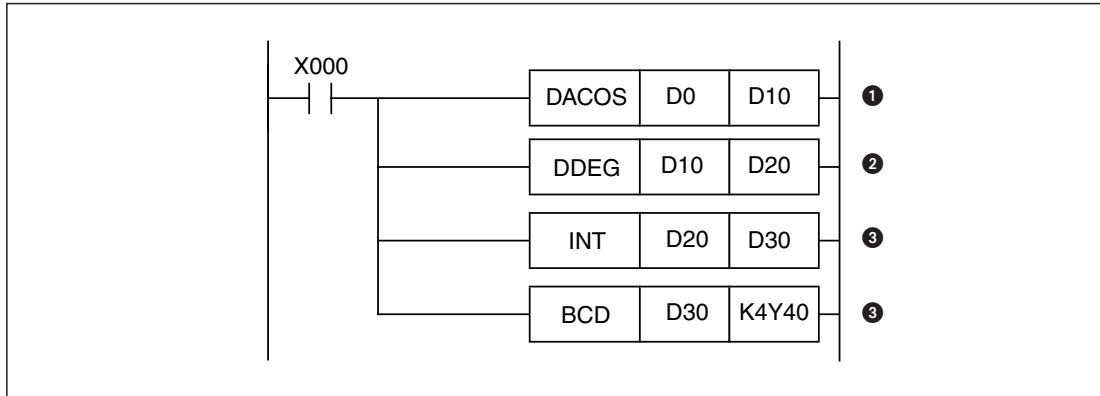 X000
DACOS D0 D10 ❶
DDEG D10 D20 ❷
INT D20 D30 ❸
BCD D30 K4Y40 ❸